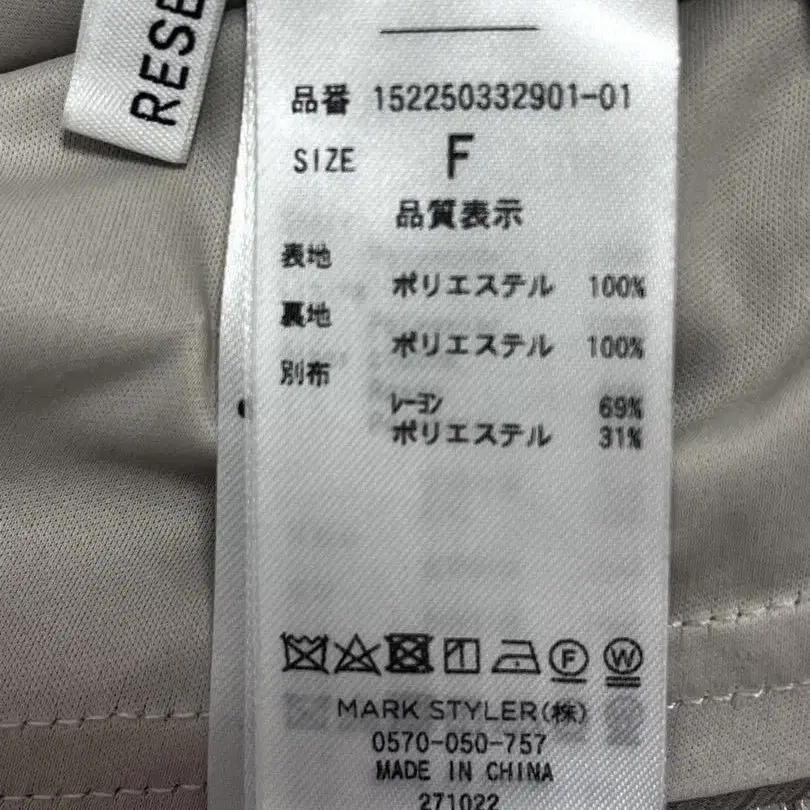 RESE
品番 152250332901-01
SIZE F
品質表示
表地
ポリエステル 100%
裏地
ポリエステル 100%
別布
レーヨン 69%
ポリエステル 31%
F W
MARK STYLER(株)
0570-050-757
MADE IN CHINA
271022